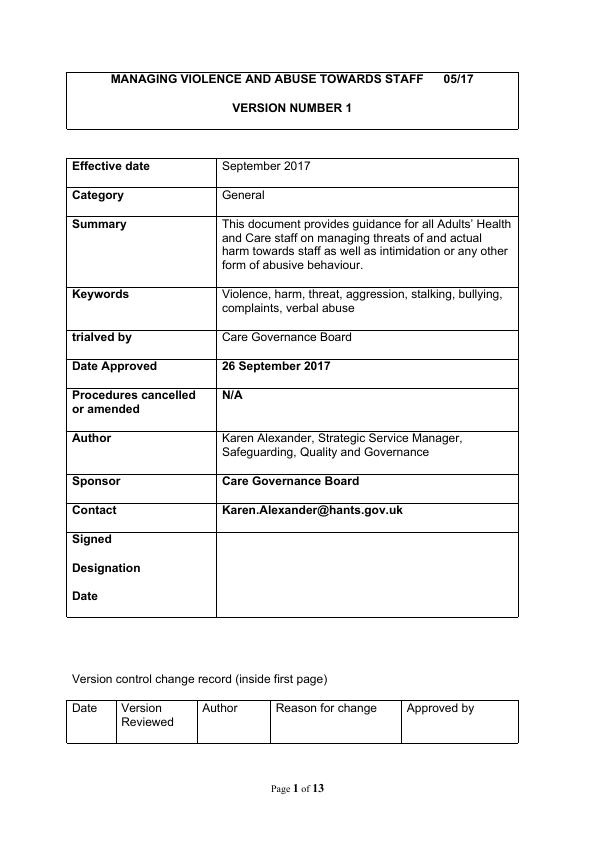 MANAGING VIOLENCE AND ABUSE TOWARDS STAFF 05/17
VERSION NUMBER 1
Effective date September 2017
Category General
Summary This document provides guidance for all Adults' Health
and Care staff on managing threats of and actual
harm towards staff as well as intimidation or any other
form of abusive behaviour.
Keywords Violence, harm, threat, aggression, stalking, bullying,
complaints, verbal abuse
trialved by Care Governance Board
Date Approved 26 September 2017
Procedures cancelled N/A
or amended
Author Karen Alexander, Strategic Service Manager,
Safeguarding, Quality and Governance
Sponsor Care Governance Board
Contact Karen.Alexander@hants.gov.uk
Signed
Designation
Date
Version control change record (inside first page)
Date Version Author Reason for change Approved by
Reviewed
Page 1 of 13